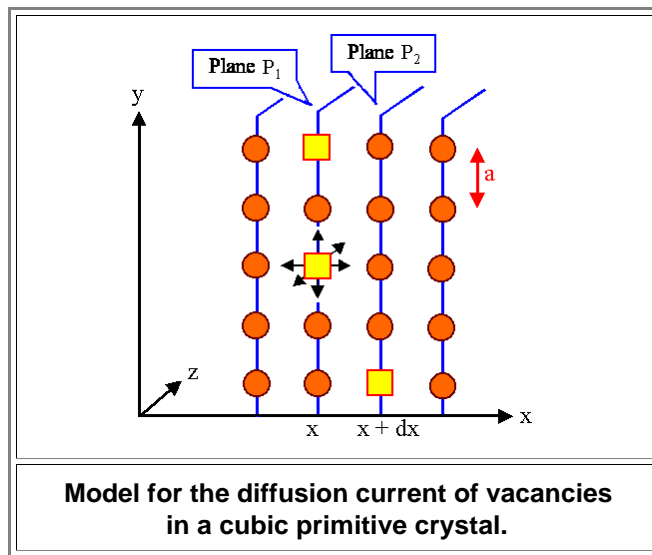 Plane P₁
Plane P₂
y
a
z
x
x
x + dx
Model for the diffusion current of vacancies
in a cubic primitive crystal.